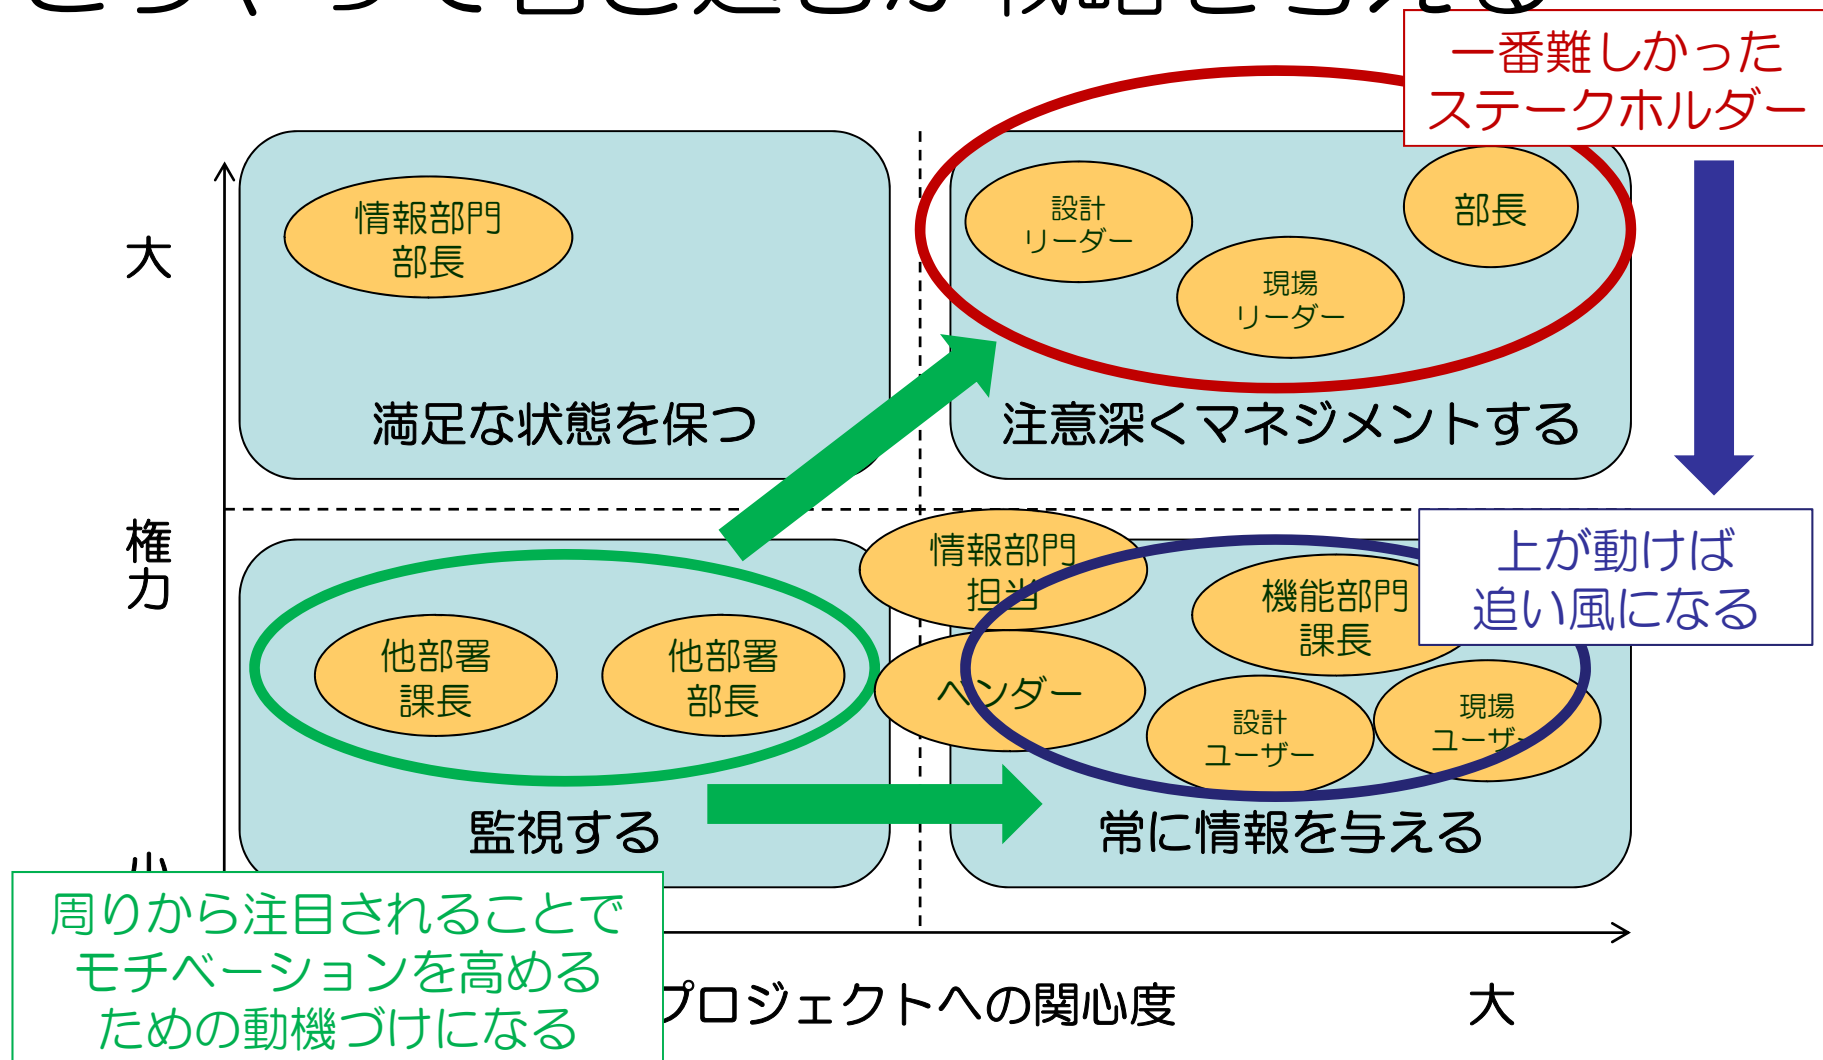 一番難しかった
ステークホルダー
大
情報部門
部長
設計
リーダー
現場
リーダー
部長
満足な状態を保つ
注意深くマネジメントする
権力
情報部門
担当
機能部門
課長
上が動けば
追い風になる
他部署
課長
他部署
部長
ベンダー
設計
ユーザー
現場
ユーザー
監視する
常に情報を与える
周りから注目されることで
モチベーションを高める
ための動機づけになる
プロジェクトへの関心度
大